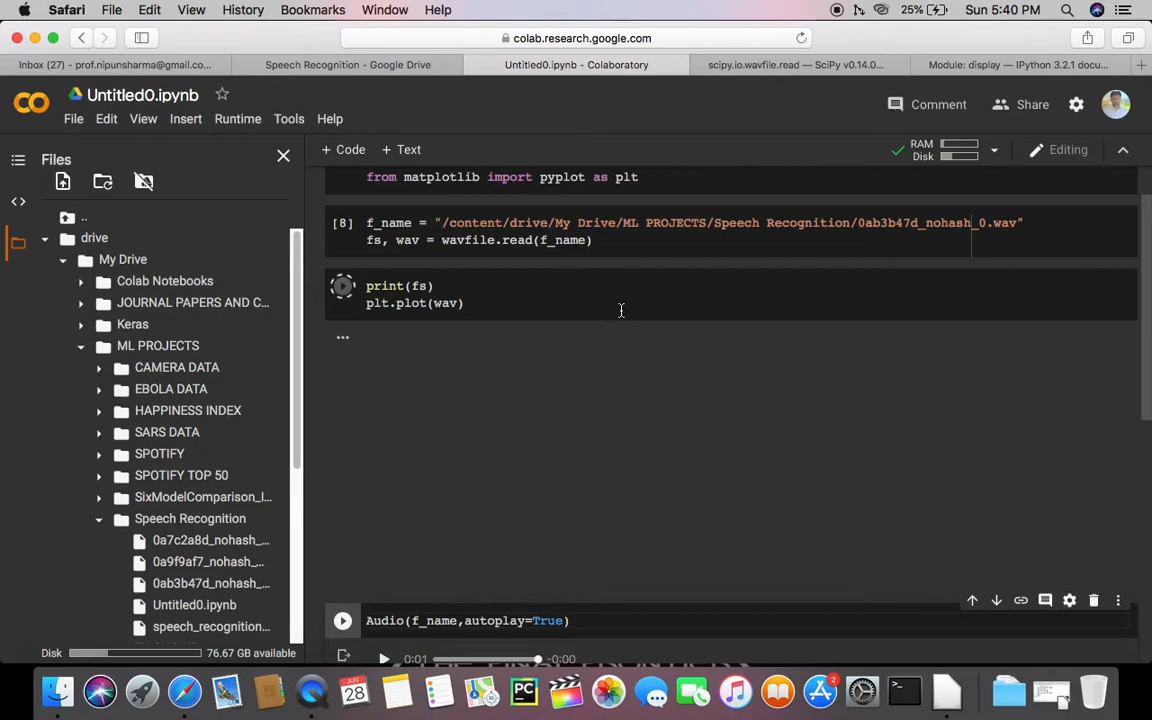 Safari File Edit View History Bookmarks Window Help 25% Sun 5:40 PM
colab.research.google.com
Inbox (27) - prof.nipunsharma@gmail.co... Speech Recognition - Google Drive Untitled0.ipynb - Colaboratory scipy.io.wavfile.read — SciPy v0.14.0... Module: display — IPython 3.2.1 docu...
CO Untitled0.ipynb Comment Share
File Edit View Insert Runtime Tools Help
Files + Code + Text RAM Disk Editing
from matplotlib import pyplot as plt
..
[8] f_name = "/content/drive/My Drive/ML PROJECTS/Speech Recognition/0ab3b47d_nohash_0.wav"
fs, wav = wavfile.read(f_name)
drive
My Drive
Colab Notebooks
JOURNAL PAPERS AND C...
Keras
ML PROJECTS
CAMERA DATA
EBOLA DATA
HAPPINESS INDEX
SARS DATA
SPOTIFY
SPOTIFY TOP 50
SixModelComparison_I...
Speech Recognition
0a7c2a8d_nohash_...
0a9f9af7_nohash_...
0ab3b47d_nohash_...
Untitled0.ipynb
speech_recognition...
Disk 76.67 GB available
print(fs)
plt.plot(wav)
...
Audio(f_name,autoplay=True)
0:01 -0:00
JUN
28
PC
2